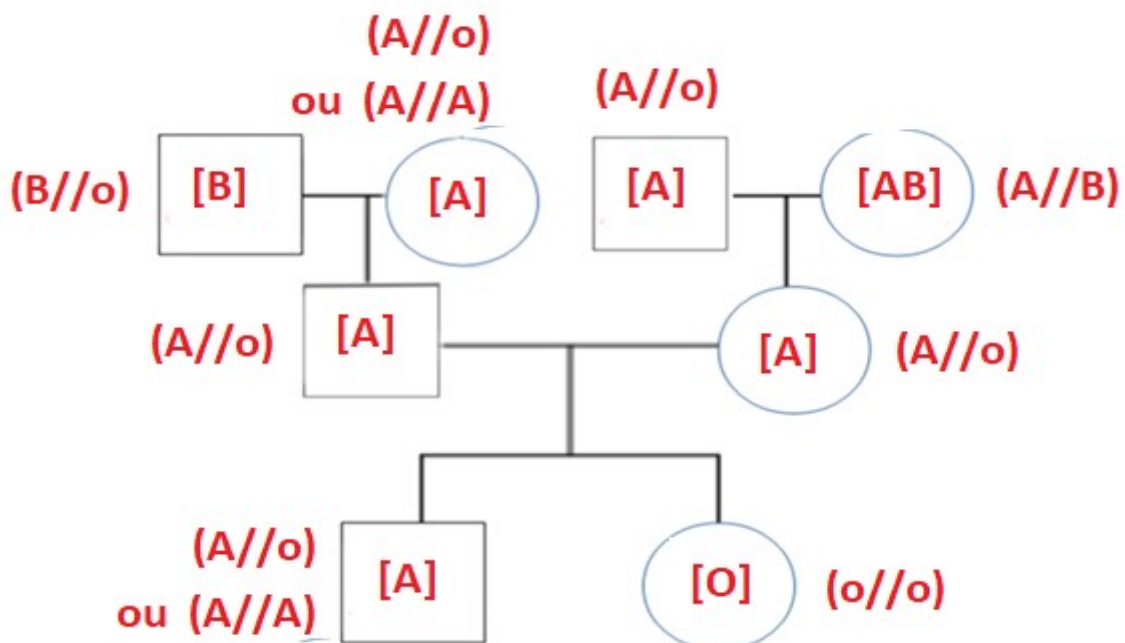 (A//o)
ou (A//A)
(A//o)
(B//o) [B] [A] [A] [AB] (A//B)
(A//o) [A] [A] (A//o)
(A//o)
ou (A//A)
[A] [O] (o//o)